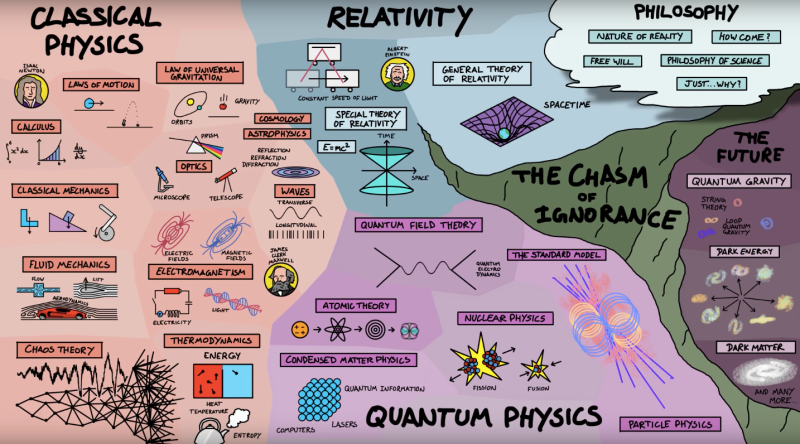 CLASSICAL
PHYSICS
ISAAC
NEWTON
LAWS OF MOTION
LAW OF UNIVERSAL
GRAVITATION
ORBITS
GRAVITY
CALCULUS
∫x² dx
dy
dx
PRISM
OPTICS
MICROSCOPE
TELESCOPE
COSMOLOGY
ASTROPHYSICS
REFLECTION
REFRACTION
DIFFRACTION
CLASSICAL MECHANICS
WAVES
TRANSVERSE
LONGITUDINAL
ELECTRIC
FIELDS
MAGNETIC
FIELDS
JAMES
CLERK
MAXWELL
FLUID MECHANICS
FLOW
LIFT
AERODYNAMICS
ELECTROMAGNETISM
ELECTRICITY
LIGHT
CHAOS THEORY
THERMODYNAMICS
ENERGY
HEAT
TEMPERATURE
ENTROPY
RELATIVITY
ALBERT
EINSTEIN
CONSTANT SPEED OF LIGHT
GENERAL THEORY
OF RELATIVITY
SPACETIME
SPECIAL THEORY
OF RELATIVITY
E=mc²
TIME
SPACE
PHILOSOPHY
NATURE OF REALITY
HOW COME?
FREE WILL
PHILOSOPHY OF SCIENCE
JUST...WHY?
THE CHASM
OF
IGNORANCE
THE
FUTURE
QUANTUM GRAVITY
STRING
THEORY
LOOP
QUANTUM
GRAVITY
DARK ENERGY
DARK MATTER
AND MANY
MORE...
QUANTUM FIELD THEORY
QUANTUM
ELECTRO
DYNAMICS
THE STANDARD MODEL
ATOMIC THEORY
NUCLEAR PHYSICS
FISSION
FUSION
CONDENSED MATTER PHYSICS
QUANTUM INFORMATION
LASERS
COMPUTERS
QUANTUM PHYSICS
PARTICLE PHYSICS